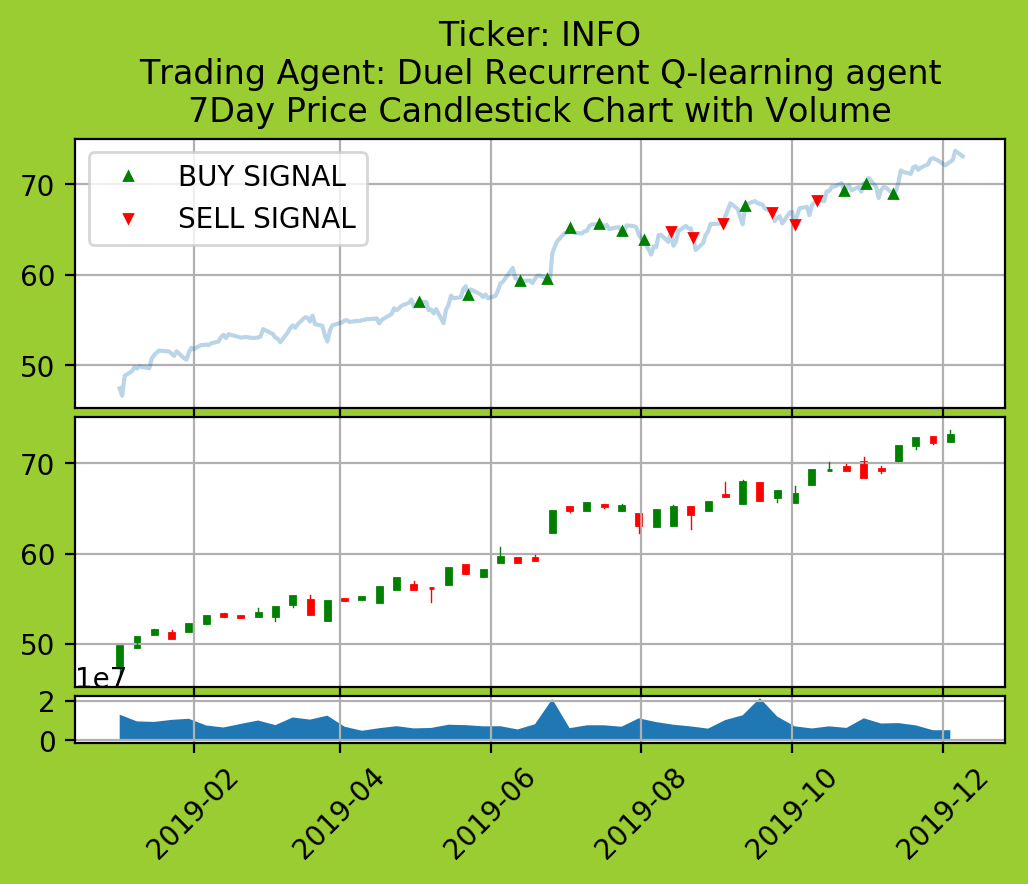 Ticker: INFO
Trading Agent: Duel Recurrent Q-learning agent
7Day Price Candlestick Chart with Volume
BUY SIGNAL
SELL SIGNAL
70
60
50
70
60
50
1e7
2
0
2019-02
2019-04
2019-06
2019-08
2019-10
2019-12